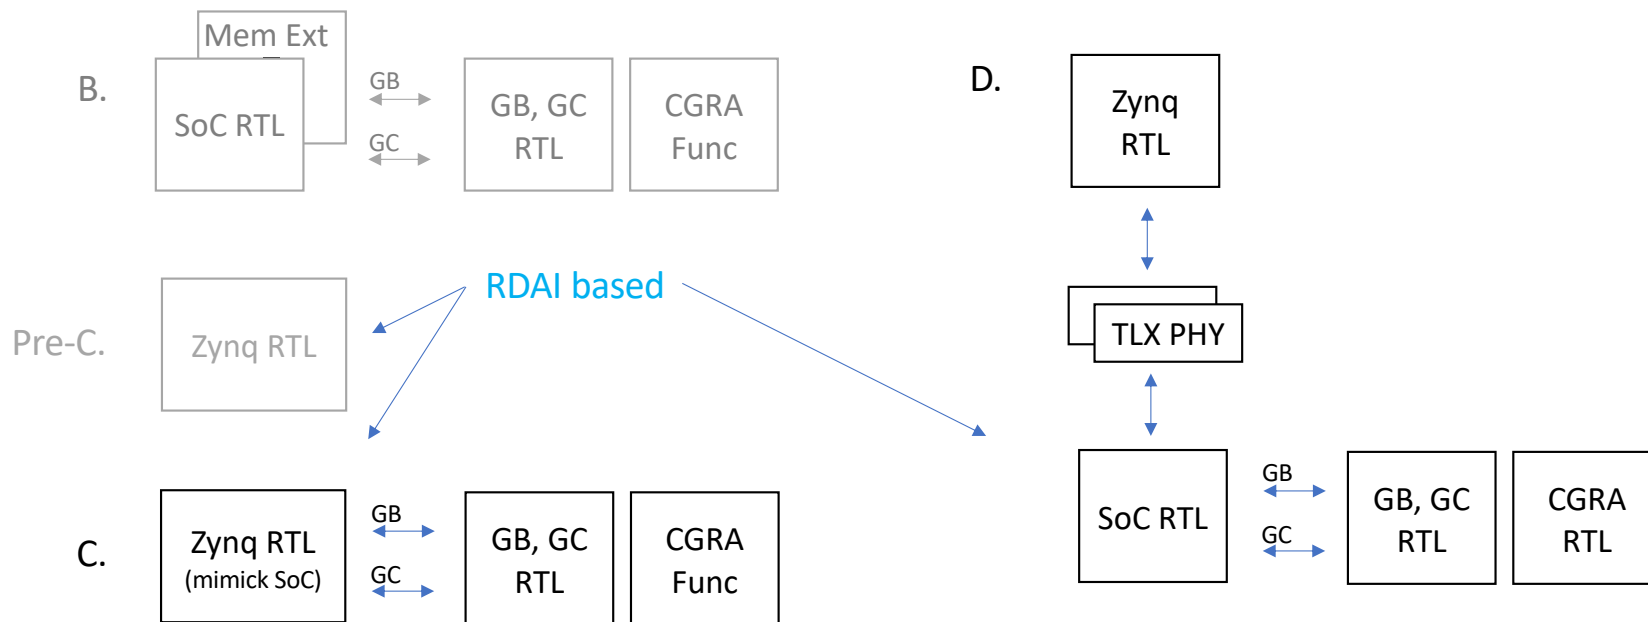 Mem Ext
B.
SoC RTL
GB
GC
GB, GC
RTL
CGRA
Func
D.
Zynq
RTL
Pre-C.
Zynq RTL
RDAI based
TLX PHY
C.
Zynq RTL
(mimick SoC)
GB
GC
GB, GC
RTL
CGRA
Func
SoC RTL
GB
GC
GB, GC
RTL
CGRA
RTL